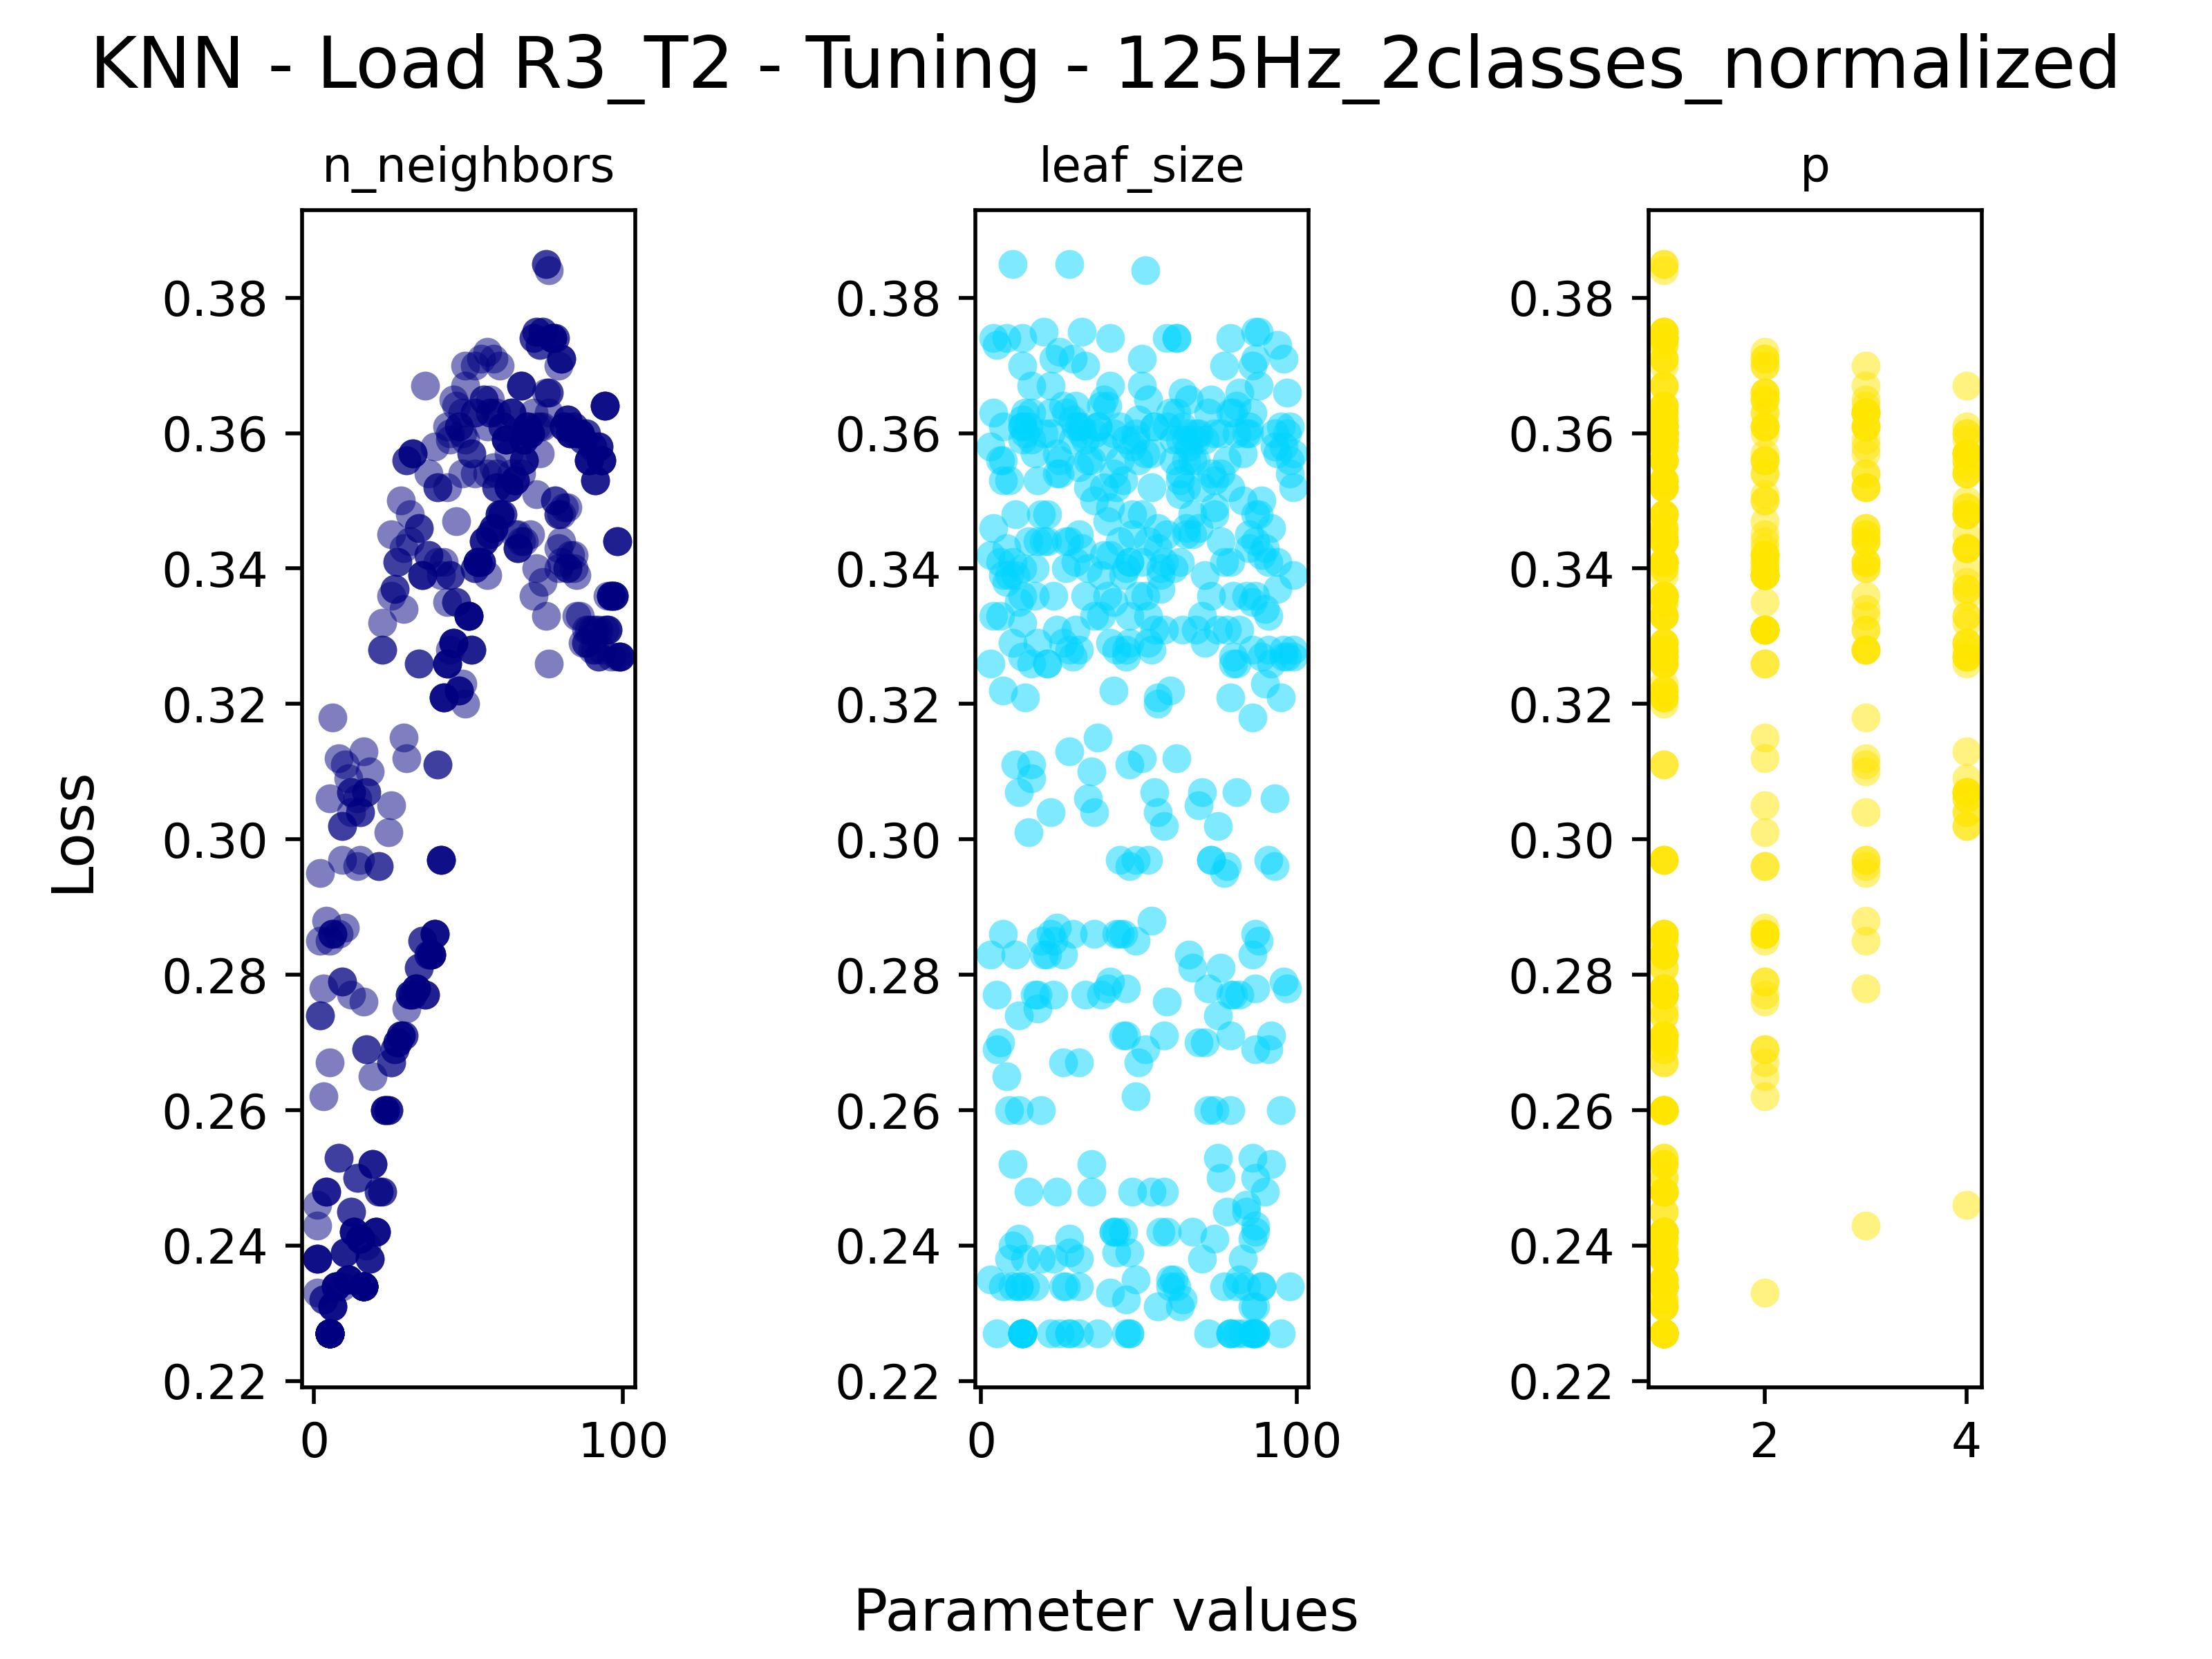 KNN - Load R3_T2 - Tuning - 125Hz_2classes_normalized
n_neighbors leaf_size p
0.38 0.38 0.38
0.36 0.36 0.36
0.34 0.34 0.34
0.32 0.32 0.32
0.30 0.30 0.30
0.28 0.28 0.28
0.26 0.26 0.26
0.24 0.24 0.24
0.22 0.22 0.22
Loss
0 100 0 100 2 4
Parameter values